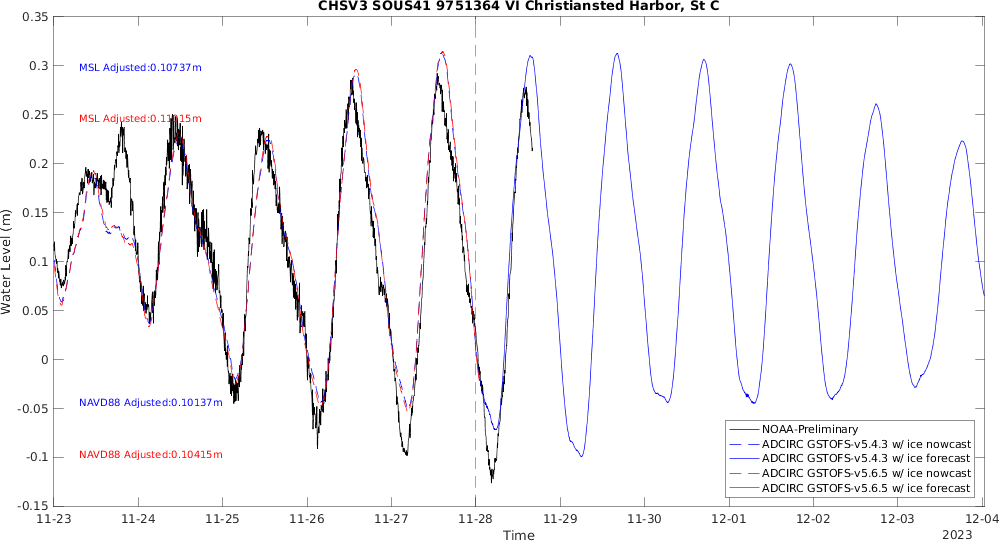 CHSV3 SOUS41 9751364 VI Christiansted Harbor, St C
0.35
0.3
0.25
0.2
0.15
0.1
0.05
0
-0.05
-0.1
-0.15
Water Level (m)
MSL Adjusted:0.10737m
MSL Adjusted:0.11015m
NAVD88 Adjusted:0.10137m
NAVD88 Adjusted:0.10415m
NOAA-Preliminary
ADCIRC GSTOFS-v5.4.3 w/ ice nowcast
ADCIRC GSTOFS-v5.4.3 w/ ice forecast
ADCIRC GSTOFS-v5.6.5 w/ ice nowcast
ADCIRC GSTOFS-v5.6.5 w/ ice forecast
11-23 11-24 11-25 11-26 11-27 11-28 11-29 11-30 12-01 12-02 12-03 12-04
Time
2023